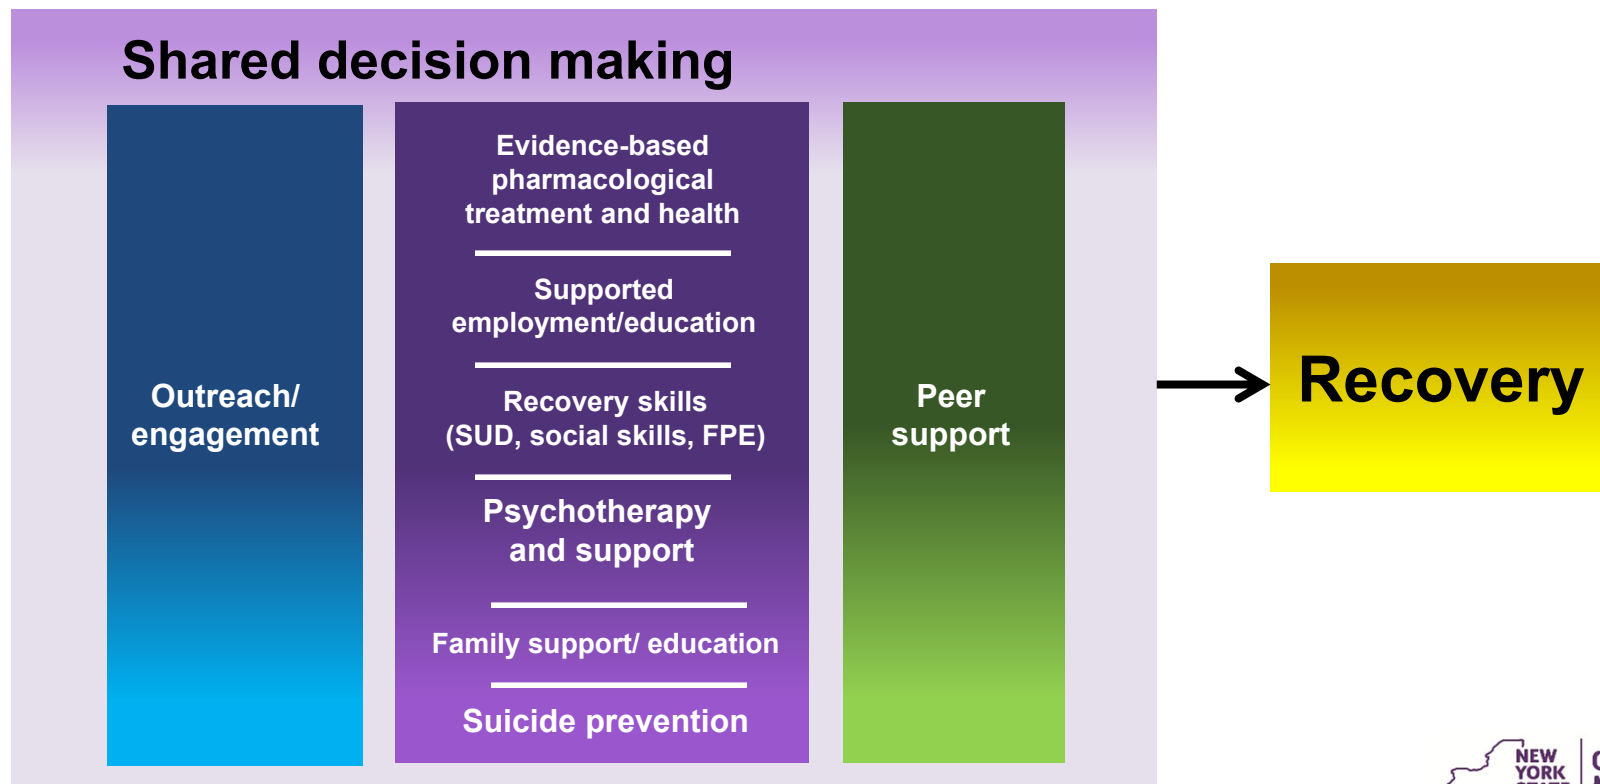 Shared decision making
Outreach/
engagement
Evidence-based
pharmacological
treatment and health
Supported
employment/education
Recovery skills
(SUD, social skills, FPE)
Psychotherapy
and support
Family support/ education
Suicide prevention
Peer
support
Recovery
NEW
YORK